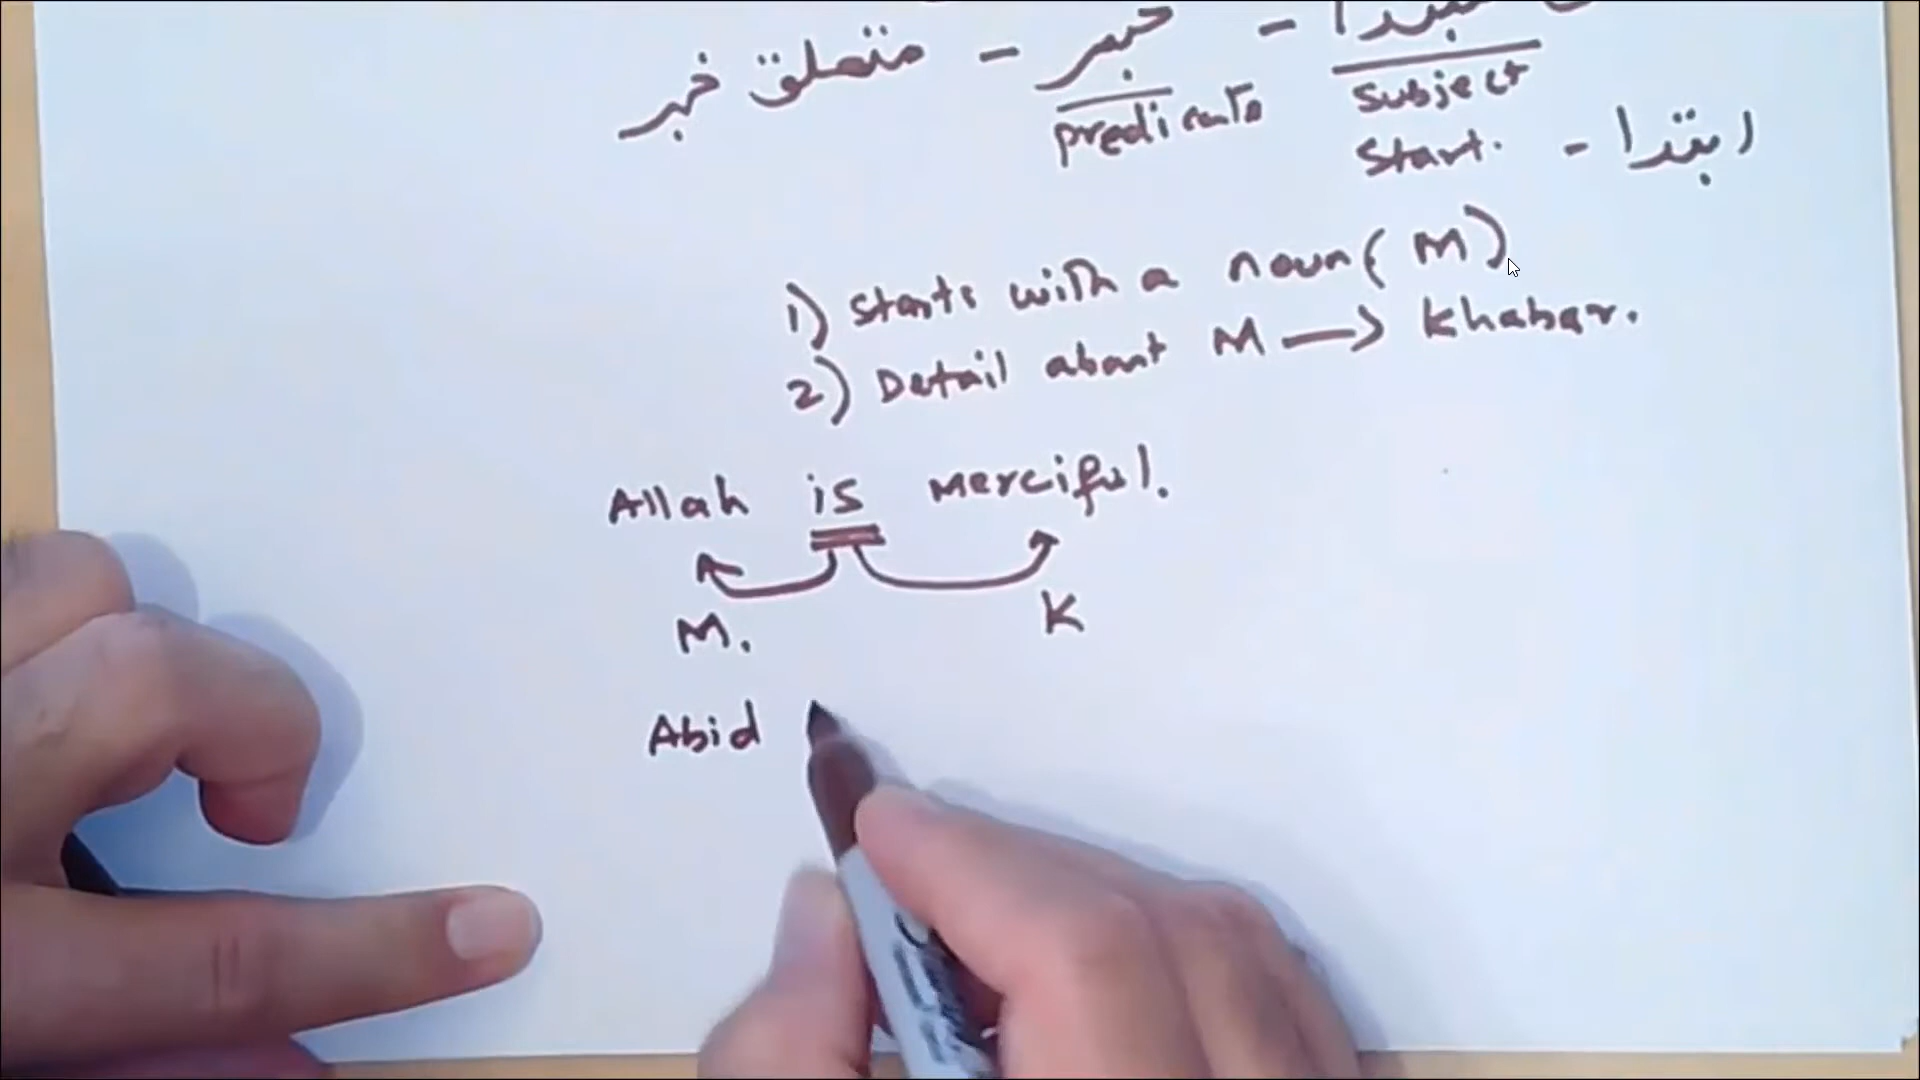 مبتدا - خبر - متعلق خبر
subject predicate
ابتدا - start.
1) starts with a noun (M)
2) Detail about M → khabar.
Allah is merciful.
M. K
Abid